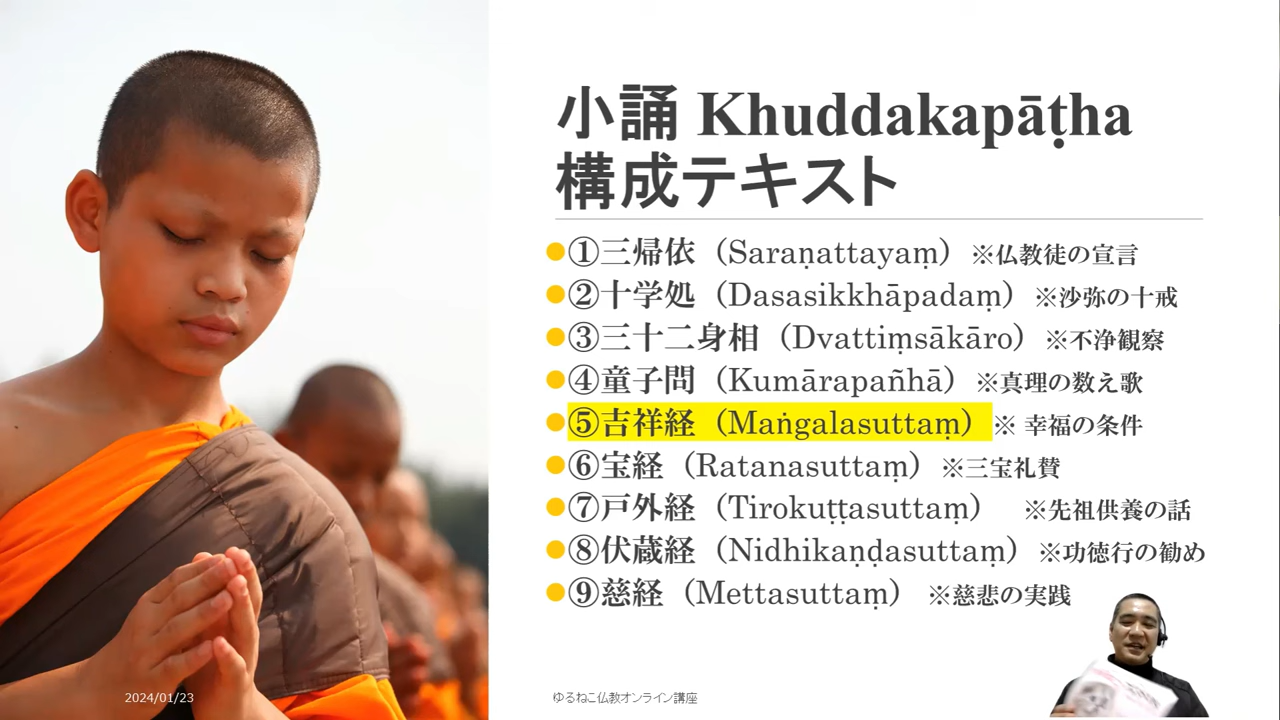 小誦 Khuddakapāṭha
構成テキスト
①三帰依（Saraṇattayaṃ）※仏教徒の宣言
②十学処（Dasasikkhāpadaṃ）※沙弥の十戒
③三十二身相（Dvattiṃsākāro）※不浄観察
④童子問（Kumārapañhā）※真理の数え歌
⑤吉祥経（Maṅgalasuttaṃ）※ 幸福の条件
⑥宝経（Ratanasuttaṃ）※三宝礼賛
⑦戸外経（Tirokuṭṭasuttaṃ） ※先祖供養の話
⑧伏蔵経（Nidhikaṇḍasuttaṃ）※功徳行の勧め
⑨慈経（Mettasuttaṃ） ※慈悲の実践
2024/01/23
ゆるねこ仏教オンライン講座